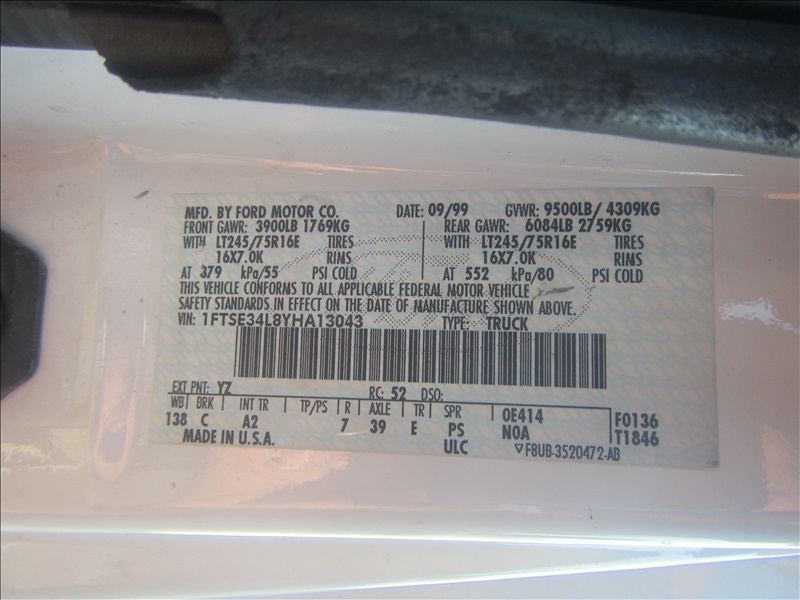 MFD. BY FORD MOTOR CO. DATE: 09/99 GVWR: 9500LB/ 4309KG
FRONT GAWR: 3900LB 1769KG REAR GAWR: 6084LB 2759KG
WITH LT245/75R16E TIRES WITH LT245/75R16E TIRES
16X7.0K RIMS 16X7.0K RIMS
AT 379 kPa/55 PSI COLD AT 552 kPa/80 PSI COLD
THIS VEHICLE CONFORMS TO ALL APPLICABLE FEDERAL MOTOR VEHICLE
SAFETY STANDARDS IN EFFECT ON THE DATE OF MANUFACTURE SHOWN ABOVE.
VIN: 1FTSE34L8YHA13043 TYPE: TRUCK
EXT PNT: YZ RC: 52 DSO:
WB BRK INT TR TP/PS R AXLE TR SPR 0E414 F0136
138 C A2 7 39 E PS N0A T1846
MADE IN U.S.A. ULC F8UB-3520472-AB